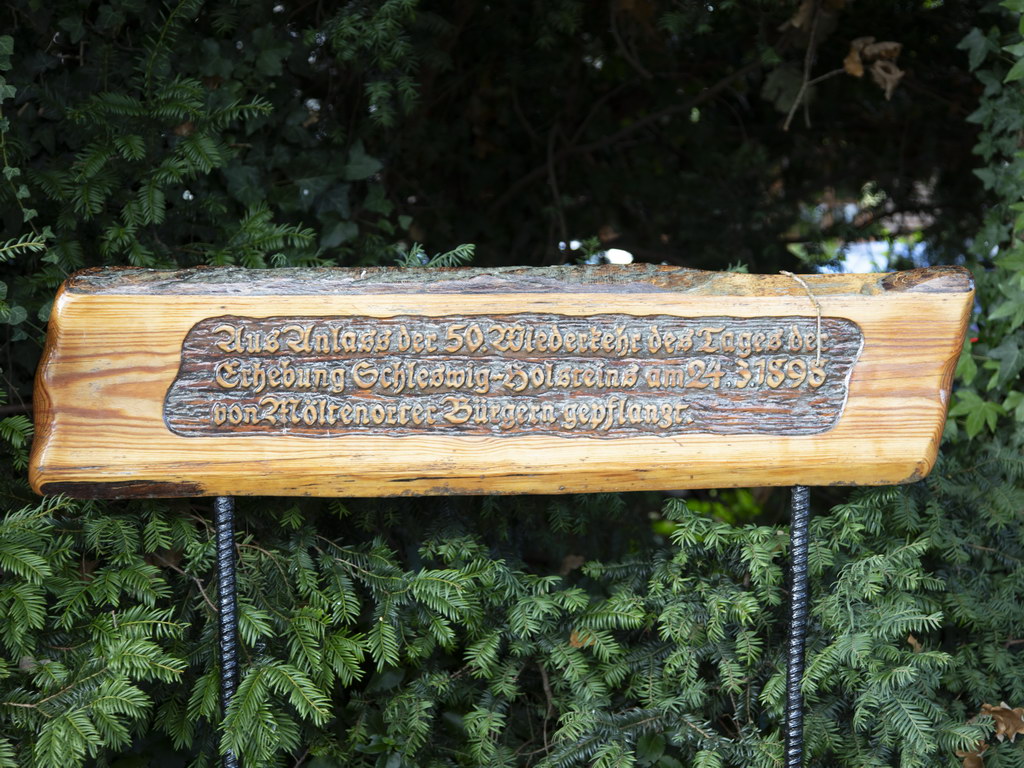 Aus Anlass der 50. Wiederkehr des Tages der
Erhebung Schleswig-Holsteins am 24.3.1898
von Möltenorter Bürgern gepflanzt.